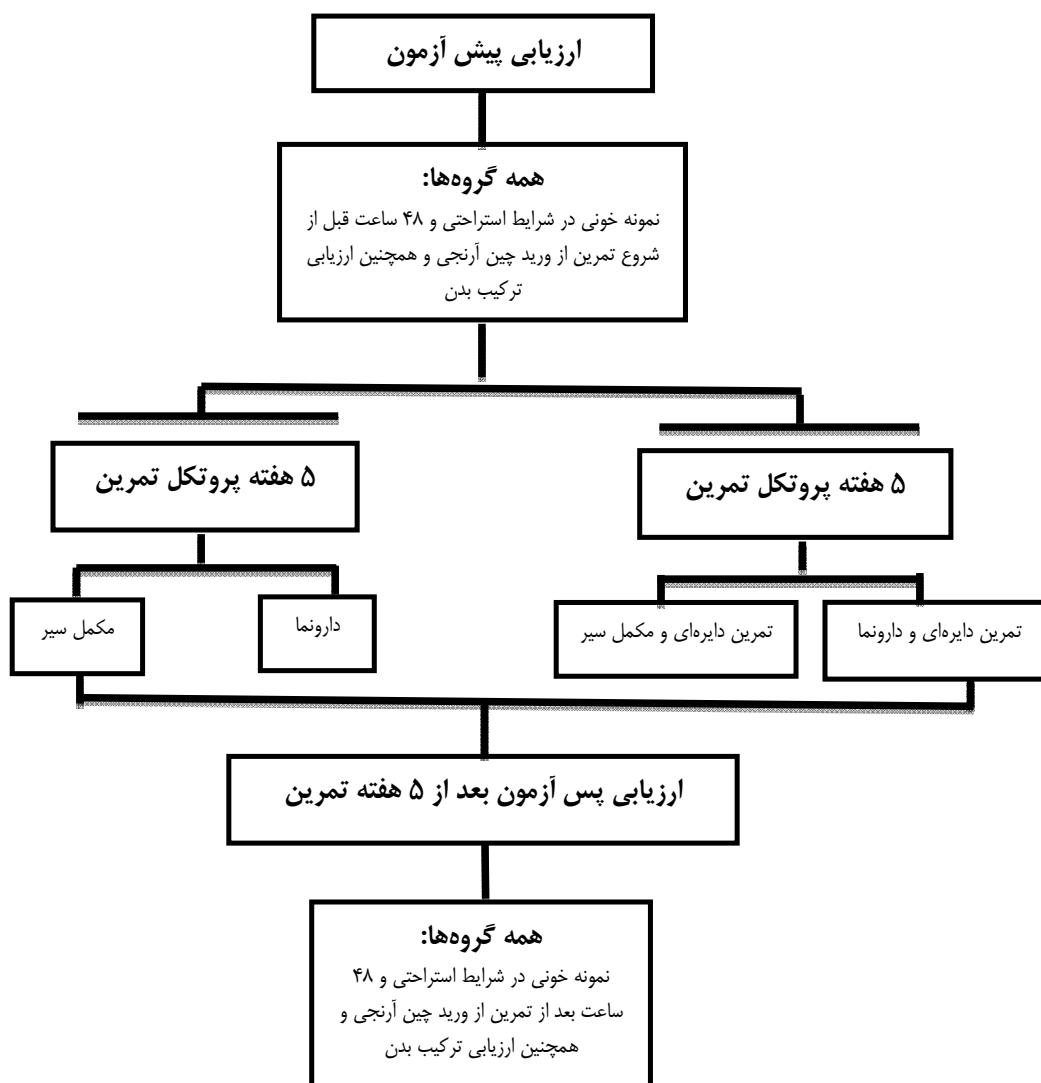 ارزیابی پیش آزمون
همه گروه‌ها:
نمونه خونی در شرایط استراحتی و ۴۸ ساعت قبل از
شروع تمرین از ورید چین آرنجی و همچنین ارزیابی
ترکیب بدن
۵ هفته پروتکل تمرین
۵ هفته پروتکل تمرین
تمرین دایره‌ای و دارونما
تمرین دایره‌ای و مکمل سیر
دارونما
مکمل سیر
ارزیابی پس آزمون بعد از ۵ هفته تمرین
همه گروه‌ها:
نمونه خونی در شرایط استراحتی و ۴۸
ساعت بعد از تمرین از ورید چین آرنجی و
همچنین ارزیابی ترکیب بدن